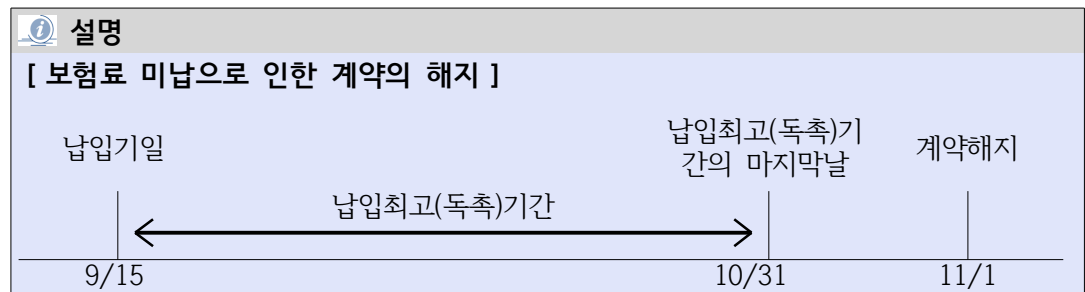 설명
[ 보험료 미납으로 인한 계약의 해지 ]
납입기일
납입최고(독촉)기
간의 마지막날
계약해지
납입최고(독촉)기간
9/15
10/31
11/1